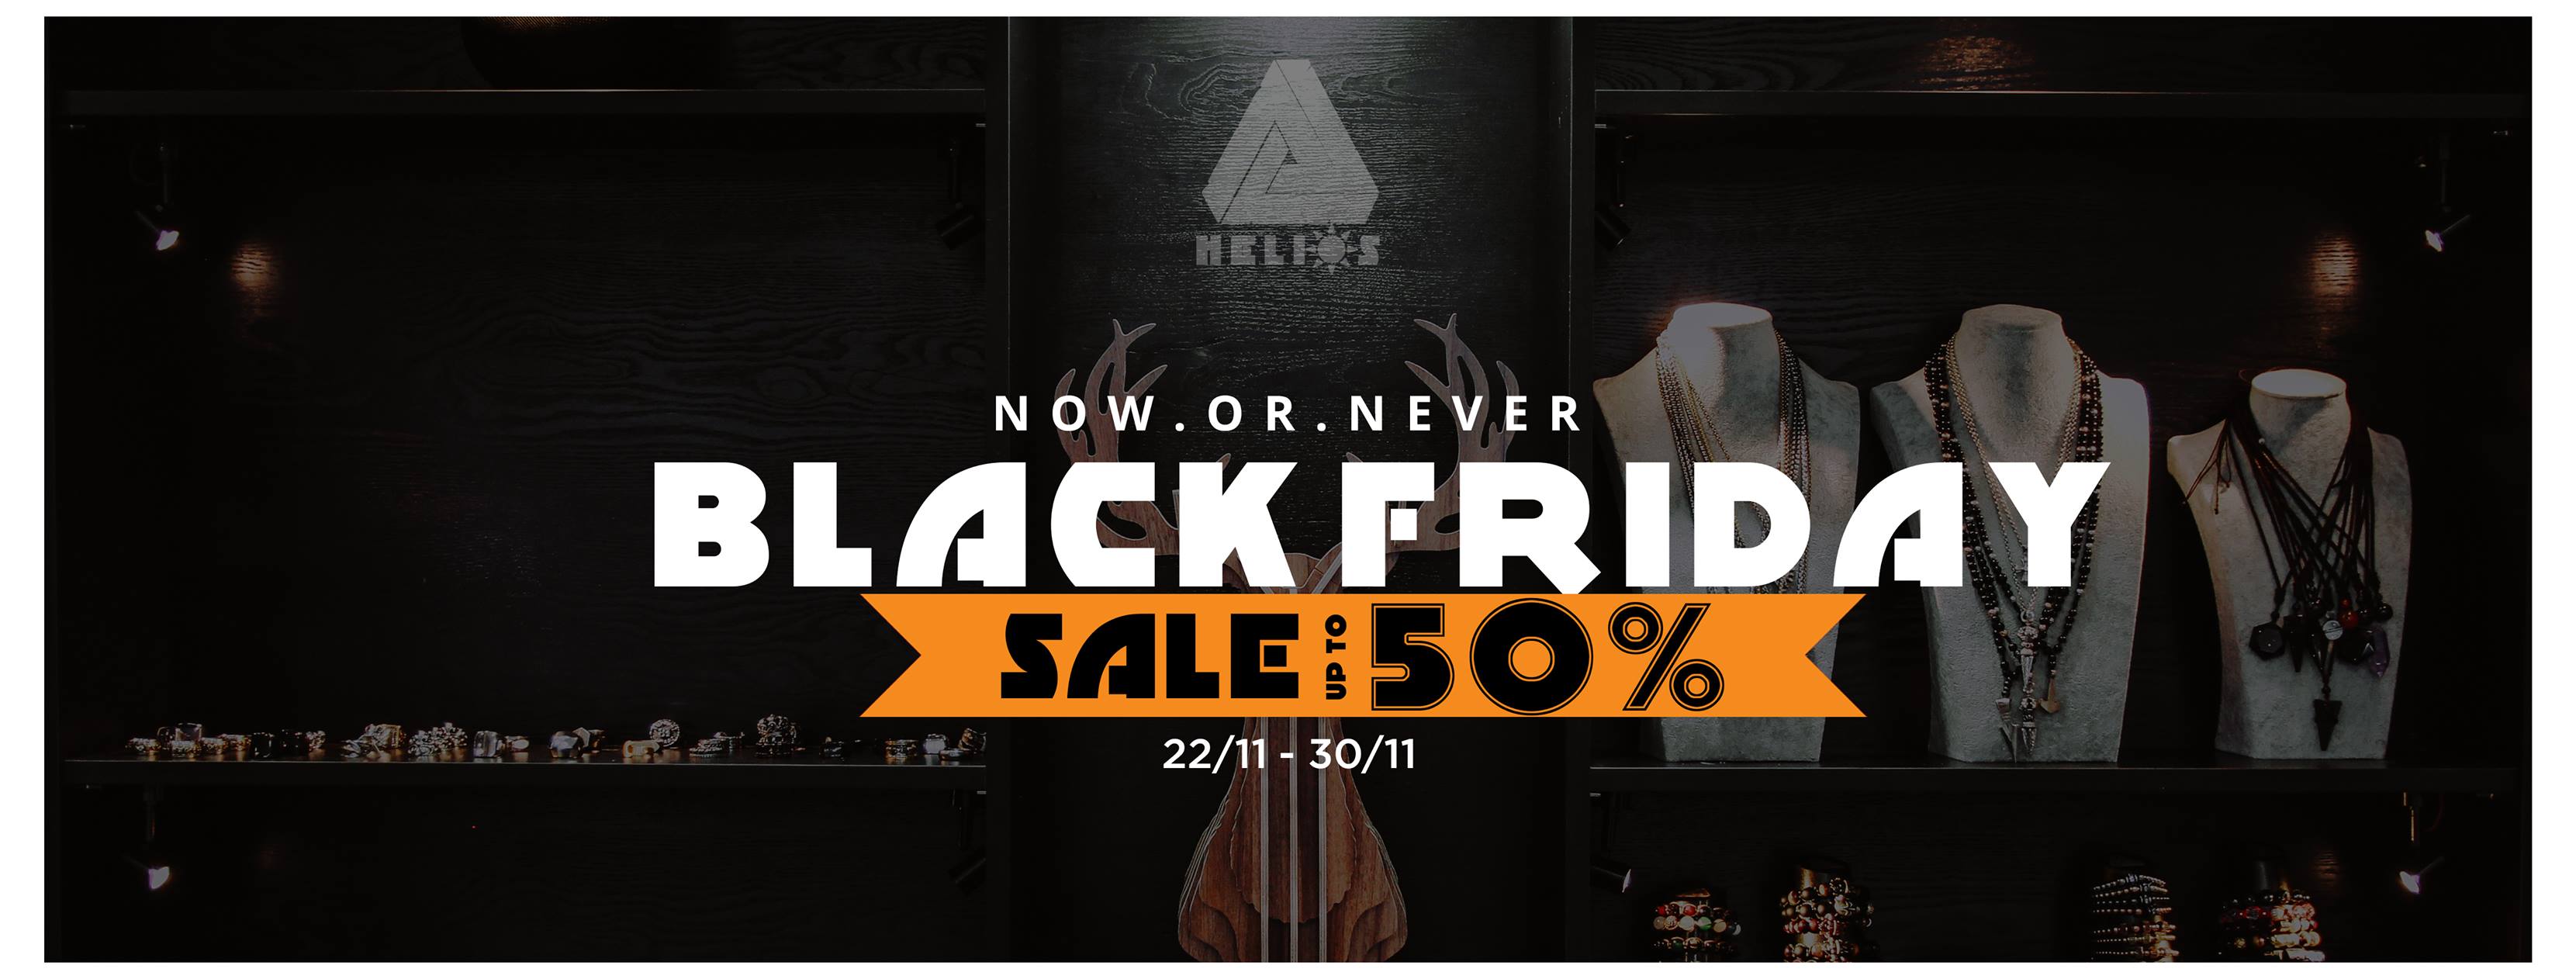 HELIOS
NOW.OR.NEVER
BLACK FRIDAY
SALE UP TO 50%
22/11 - 30/11